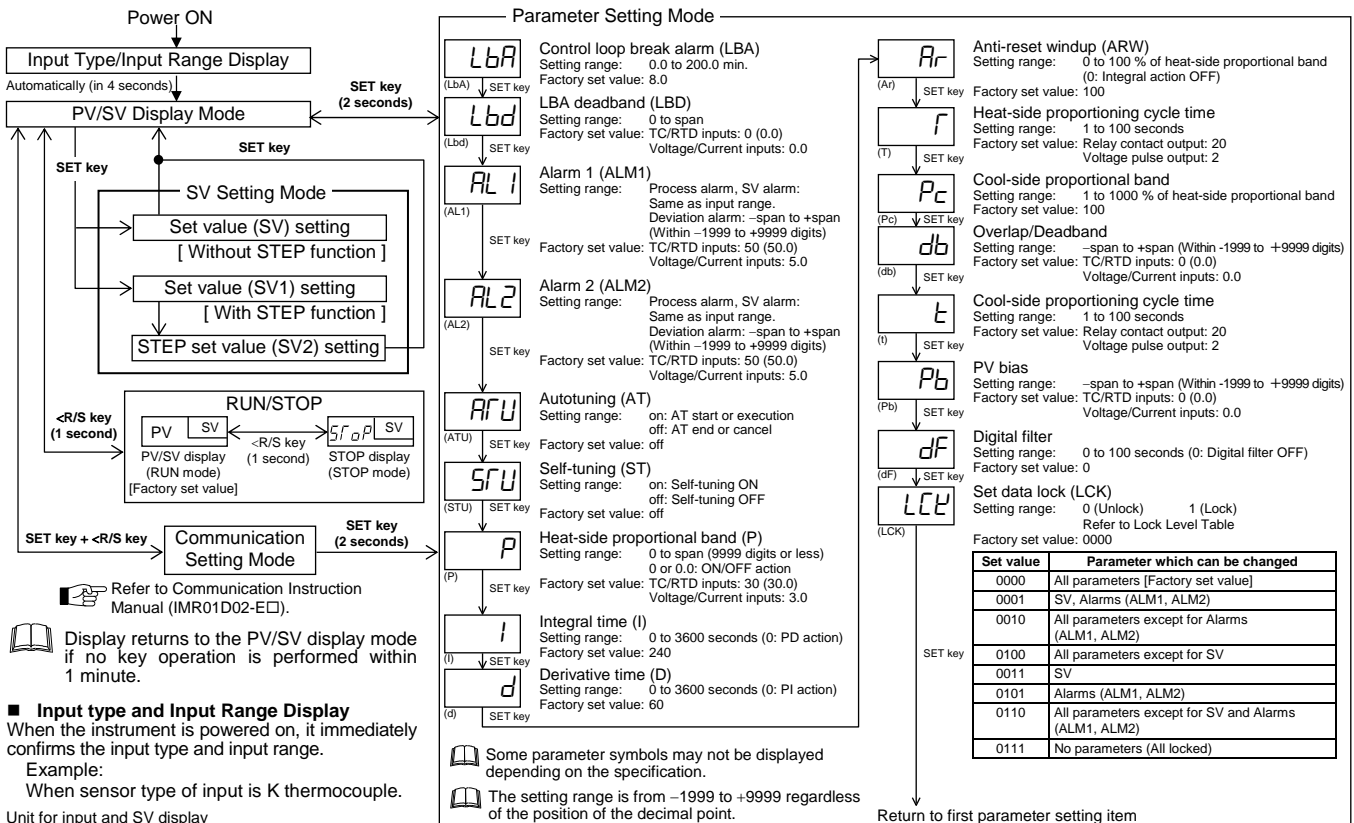 Power ON
Input Type/Input Range Display
Automatically (in 4 seconds)
PV/SV Display Mode
SET key
(2 seconds)
SET key
SET key
SV Setting Mode
Set value (SV) setting
[ Without STEP function ]
Set value (SV1) setting
[ With STEP function ]
STEP set value (SV2) setting
<R/S key
(1 second)
RUN/STOP
PV SV
<R/S key
(1 second)
SToP SV
PV/SV display
(RUN mode)
[Factory set value]
STOP display
(STOP mode)
SET key + <R/S key
Communication
Setting Mode
SET key
(2 seconds)
Refer to Communication Instruction
Manual (IMR01D02-E□).
Display returns to the PV/SV display mode
if no key operation is performed within
1 minute.
■ Input type and Input Range Display
When the instrument is powered on, it immediately
confirms the input type and input range.
Example:
When sensor type of input is K thermocouple.
Unit for input and SV display
Parameter Setting Mode
LbA
(LbA) SET key
Control loop break alarm (LBA)
Setting range: 0.0 to 200.0 min.
Factory set value: 8.0
Lbd
(Lbd) SET key
LBA deadband (LBD)
Setting range: 0 to span
Factory set value: TC/RTD inputs: 0 (0.0)
Voltage/Current inputs: 0.0
AL1
(AL1)
SET key
Alarm 1 (ALM1)
Setting range: Process alarm, SV alarm:
Same as input range.
Deviation alarm: −span to +span
(Within −1999 to +9999 digits)
Factory set value: TC/RTD inputs: 50 (50.0)
Voltage/Current inputs: 5.0
AL2
(AL2)
SET key
Alarm 2 (ALM2)
Setting range: Process alarm, SV alarm:
Same as input range.
Deviation alarm: −span to +span
(Within −1999 to +9999 digits)
Factory set value: TC/RTD inputs: 50 (50.0)
Voltage/Current inputs: 5.0
ATU
(ATU) SET key
Autotuning (AT)
Setting range: on: AT start or execution
off: AT end or cancel
Factory set value: off
STU
(STU) SET key
Self-tuning (ST)
Setting range: on: Self-tuning ON
off: Self-tuning OFF
Factory set value: off
P
(P)
SET key
Heat-side proportional band (P)
Setting range: 0 to span (9999 digits or less)
0 or 0.0: ON/OFF action
Factory set value: TC/RTD inputs: 30 (30.0)
Voltage/Current inputs: 3.0
I
(I) SET key
Integral time (I)
Setting range: 0 to 3600 seconds (0: PD action)
Factory set value: 240
d
(d) SET key
Derivative time (D)
Setting range: 0 to 3600 seconds (0: PI action)
Factory set value: 60
Some parameter symbols may not be displayed
depending on the specification.
The setting range is from −1999 to +9999 regardless
of the position of the decimal point.
Ar
(Ar)
SET key
Anti-reset windup (ARW)
Setting range: 0 to 100 % of heat-side proportional band
(0: Integral action OFF)
Factory set value: 100
T
(T)
SET key
Heat-side proportioning cycle time
Setting range: 1 to 100 seconds
Factory set value: Relay contact output: 20
Voltage pulse output: 2
Pc
(Pc) SET key
Cool-side proportional band
Setting range: 1 to 1000 % of heat-side proportional band
Factory set value: 100
db
(db)
SET key
Overlap/Deadband
Setting range: −span to +span (Within -1999 to +9999 digits)
Factory set value: TC/RTD inputs: 0 (0.0)
Voltage/Current inputs: 0.0
t
(t) SET key
Cool-side proportioning cycle time
Setting range: 1 to 100 seconds
Factory set value: Relay contact output: 20
Voltage pulse output: 2
Pb
(Pb)
SET key
PV bias
Setting range: −span to +span (Within -1999 to +9999 digits)
Factory set value: TC/RTD inputs: 0 (0.0)
Voltage/Current inputs: 0.0
dF
(dF) SET key
Digital filter
Setting range: 0 to 100 seconds (0: Digital filter OFF)
Factory set value: 0
LCK
(LCK)
Set data lock (LCK)
Setting range: 0 (Unlock) 1 (Lock)
Refer to Lock Level Table
Factory set value: 0000
Set value Parameter which can be changed
0000 All parameters [Factory set value]
0001 SV, Alarms (ALM1, ALM2)
0010 All parameters except for Alarms
(ALM1, ALM2)
0100 All parameters except for SV
0011 SV
0101 Alarms (ALM1, ALM2)
0110 All parameters except for SV and Alarms
(ALM1, ALM2)
0111 No parameters (All locked)
SET key
Return to first parameter setting item